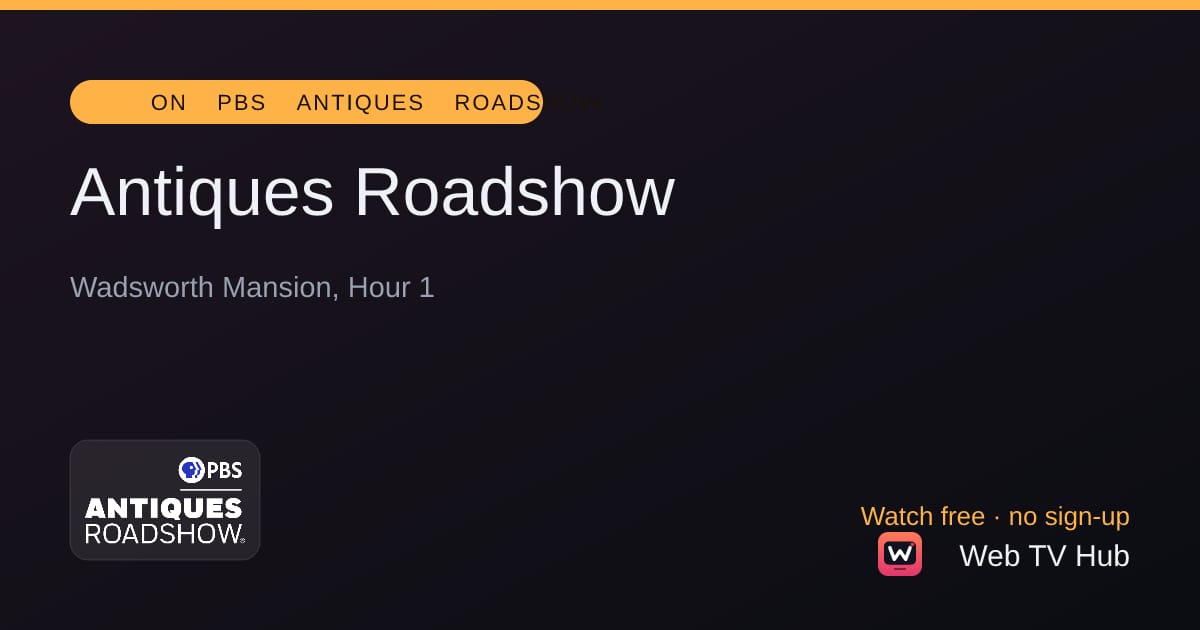 ON PBS ANTIQUES ROADSHOW
Antiques Roadshow
Wadsworth Mansion, Hour 1
PBS
ANTIQUES
ROADSHOW
Watch free · no sign-up
W
Web TV Hub